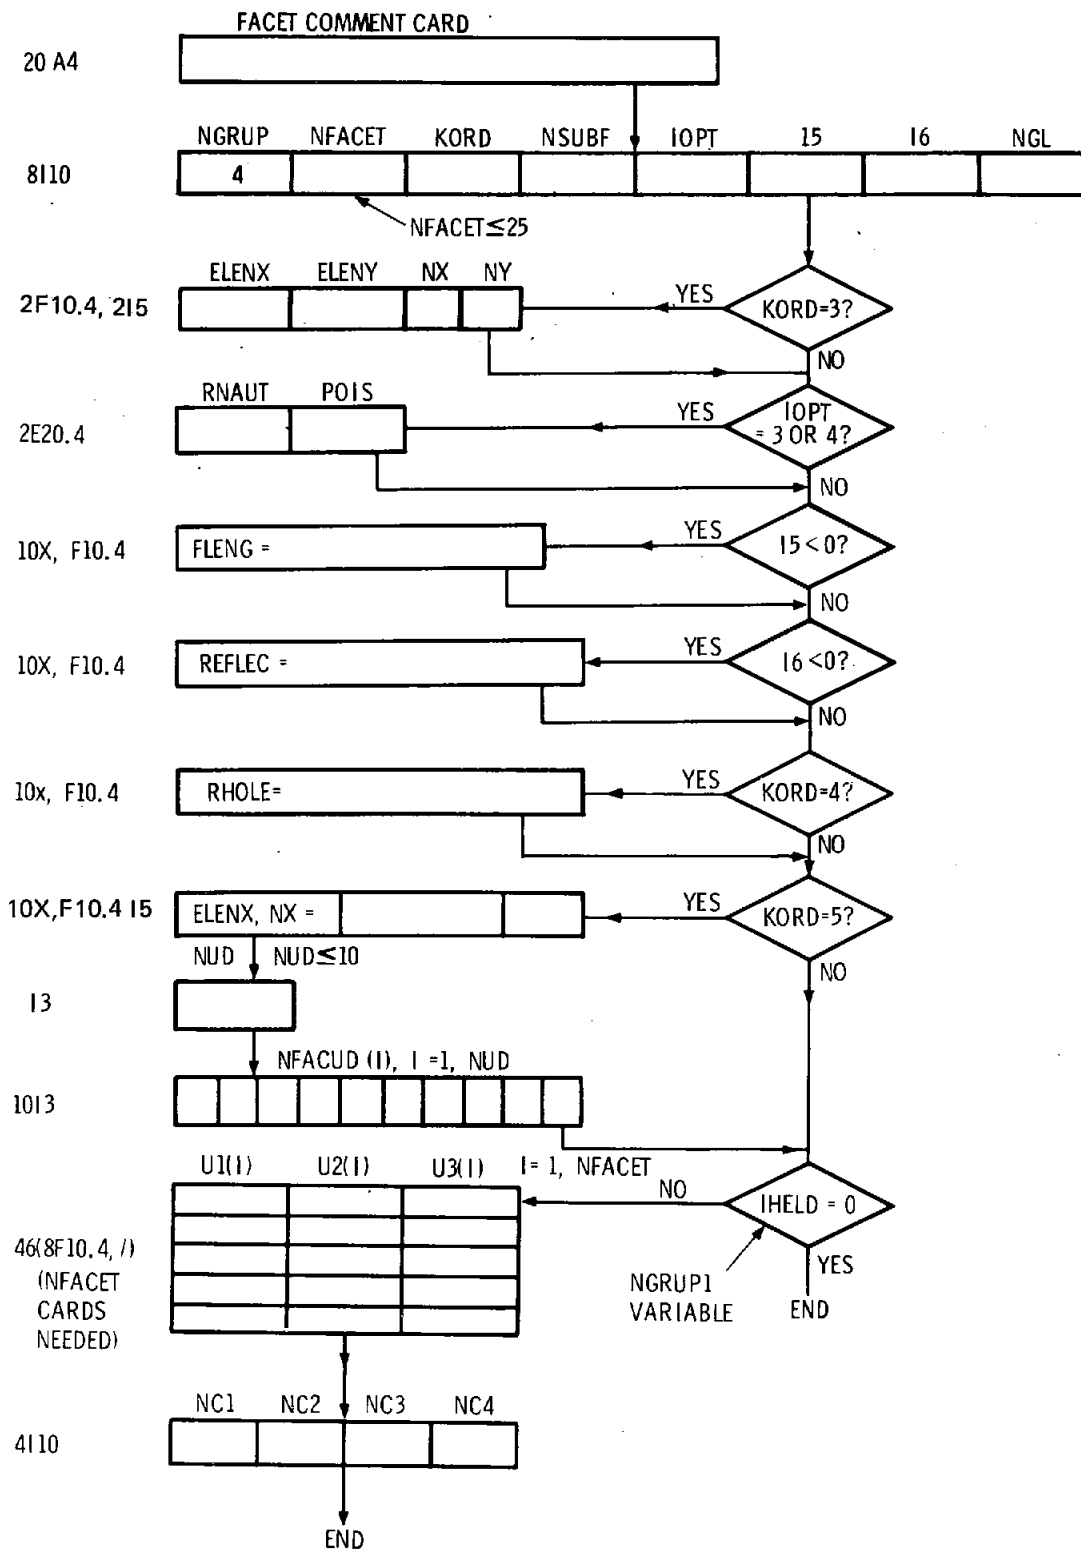 FACET COMMENT CARD
20 A4
NGRUP NFACET KORD NSUBF IOPT I5 I6 NGL
8I10 4
NFACET≤25
ELENX ELENY NX NY
2F10.4, 2I5 YES KORD=3?
NO
RNAUT POIS
2E20.4 YES IOPT
= 3 OR 4?
NO
10X, F10.4 FLENG = YES I5<0?
NO
10X, F10.4 REFLEC = YES I6<0?
NO
10x, F10.4 RHOLE= YES KORD=4?
NO
10X,F10.4 I5 ELENX, NX = YES KORD=5?
NUD NUD≤10 NO
I3
NFACUD (I), I =1, NUD
10I3
U1(I) U2(I) U3(I) I= 1, NFACET
NO IHELD = 0
46(8F10.4, /)
(NFACET
CARDS
NEEDED)
YES
NGRUP1
VARIABLE
END
NC1 NC2 NC3 NC4
4I10
END